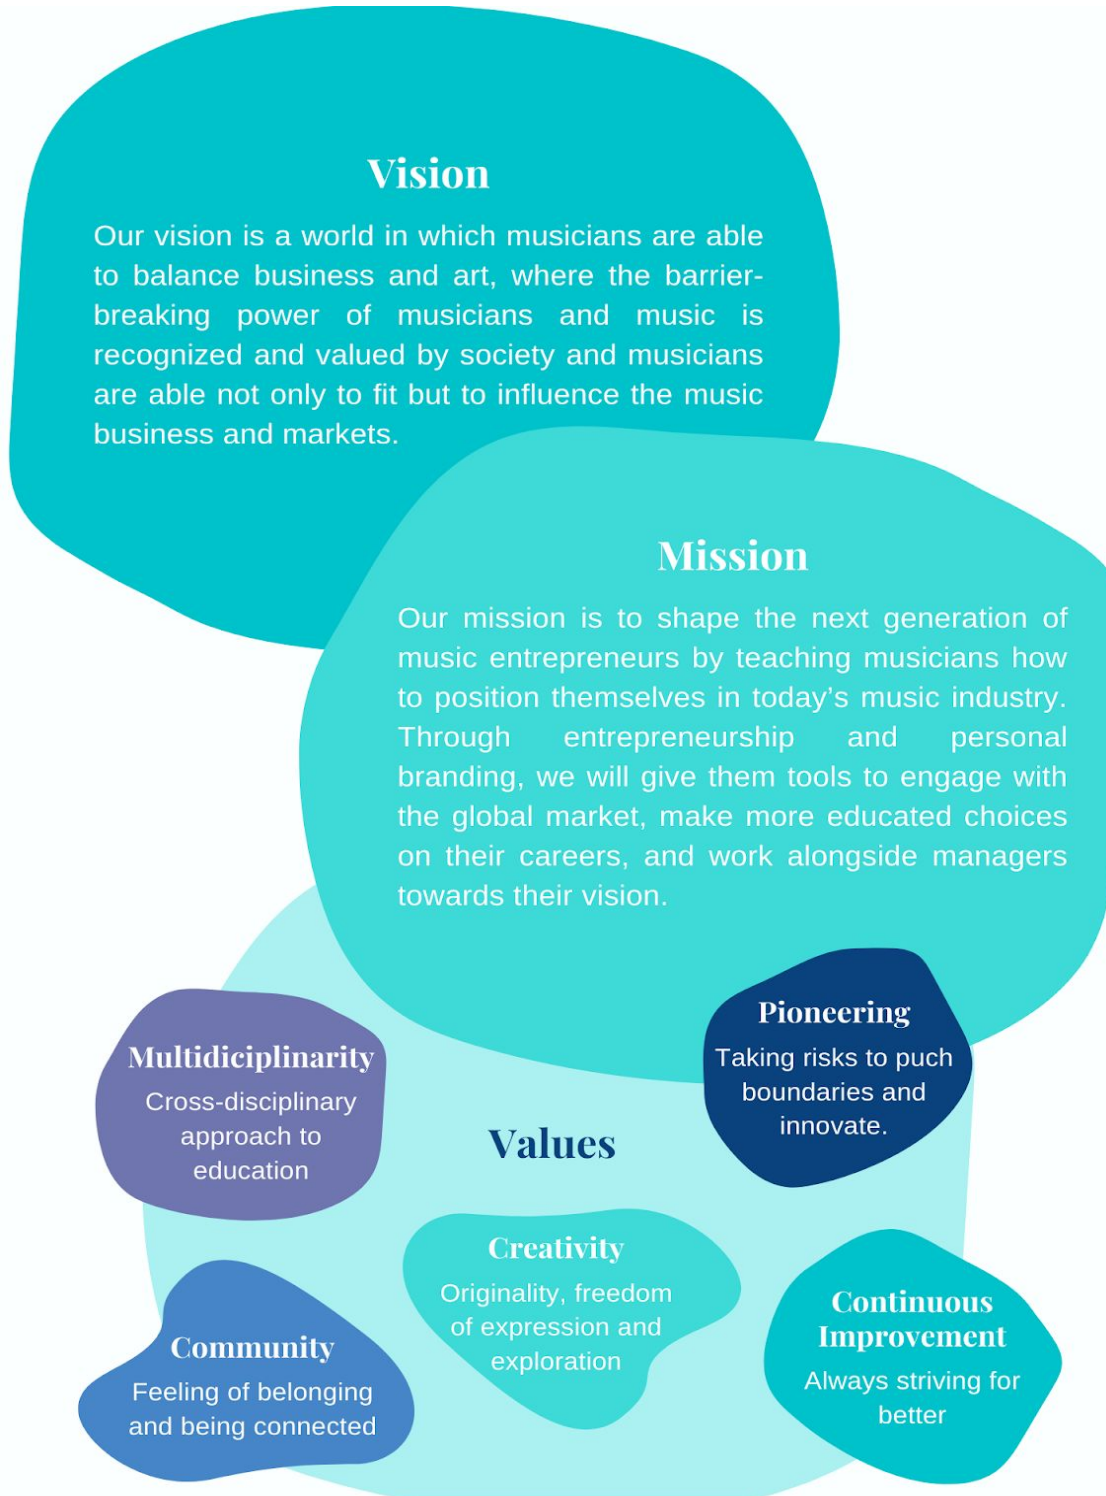 Vision
Our vision is a world in which musicians are able
to balance business and art, where the barrier-
breaking power of musicians and music is
recognized and valued by society and musicians
are able not only to fit but to influence the music
business and markets.
Mission
Our mission is to shape the next generation of
music entrepreneurs by teaching musicians how
to position themselves in today’s music industry.
Through entrepreneurship and personal
branding, we will give them tools to engage with
the global market, make more educated choices
on their careers, and work alongside managers
towards their vision.
Values
Multidiciplinarity
Cross-disciplinary
approach to
education
Pioneering
Taking risks to puch
boundaries and
innovate.
Community
Feeling of belonging
and being connected
Creativity
Originality, freedom
of expression and
exploration
Continuous
Improvement
Always striving for
better